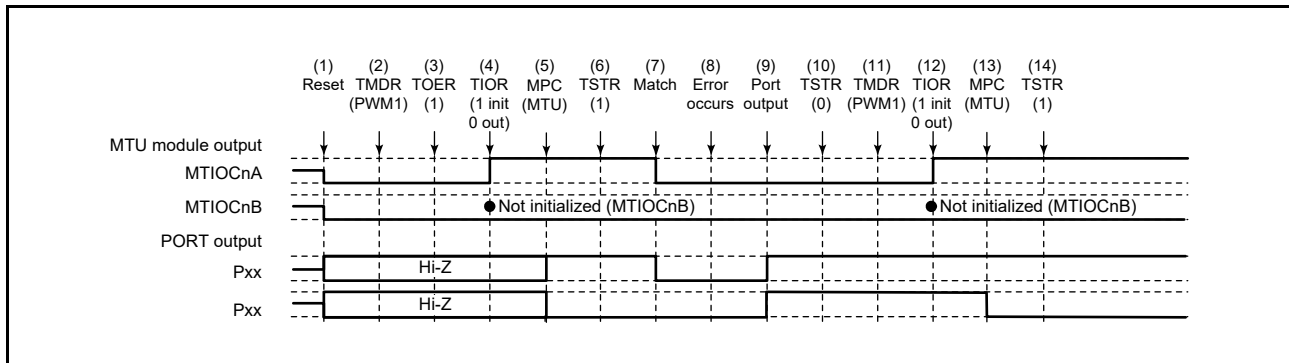 (1) (2) (3) (4) (5) (6) (7) (8) (9) (10) (11) (12) (13) (14)
Reset TMDR TOER TIOR MPC TSTR Match Error Port TSTR TMDR TIOR MPC TSTR
(PWM1) (1) (1 init (MTU) (1) occurs output (0) (PWM1) (1 init (MTU) (1)
0 out) 0 out)
MTU module output
MTIOCnA
MTIOCnB Not initialized (MTIOCnB) Not initialized (MTIOCnB)
PORT output
Pxx Hi-Z
Pxx Hi-Z